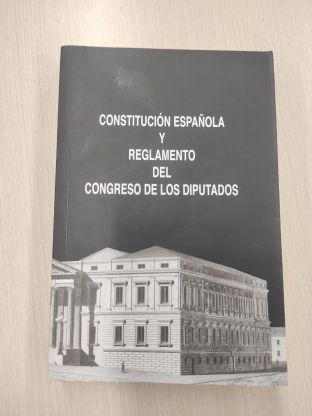 CONSTITUCIÓN ESPAÑOLA
Y
REGLAMENTO
DEL
CONGRESO DE LOS DIPUTADOS